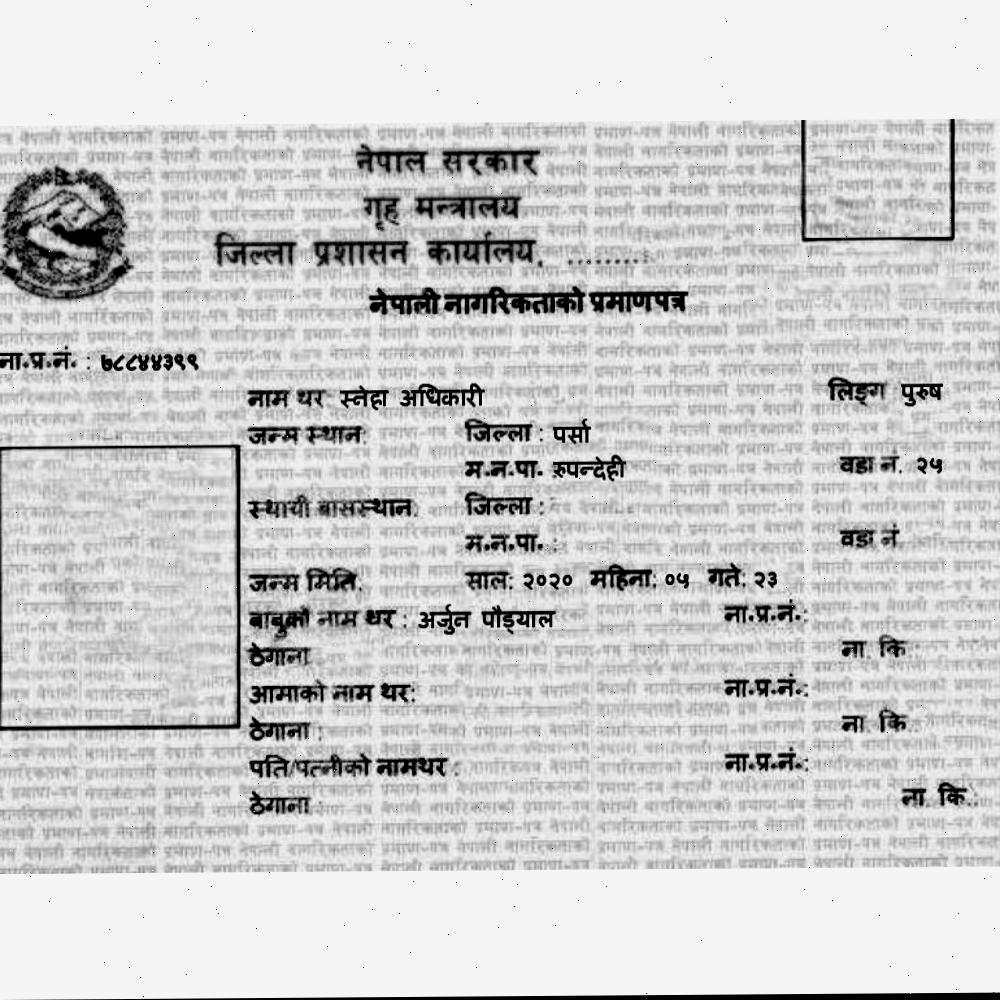 नेपाल सरकार
गृह मन्त्रालय
जिल्ला प्रशासन कार्यालय, .........
नेपाली नागरिकताको प्रमाणपत्र
ना.प्र.नं. : ७८८४४३९९
नाम थर स्नेहा अधिकारी लिङ्ग पुरुष
जन्म स्थान: जिल्ला : पर्सा
म.न.पा. रुपन्देही वडा नं. २५
स्थायी बासस्थान: जिल्ला :
म.न.पा. : वडा नं
जन्म मिति. साल: २०२० महिना: ०५ गते: २३
बाबुको नाम थर : अर्जुन पौड्याल ना.प्र.नं.:
ठेगाना ना. कि.:
आमाको नाम थर: ना.प्र.नं.:
ठेगाना : ना. कि.
पति/पत्नीको नामथर : ना.प्र.नं.:
ठेगाना : ना. कि.: